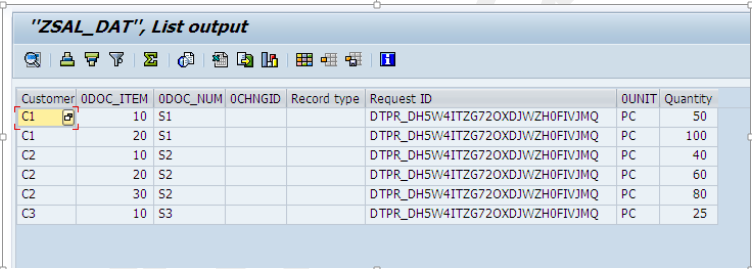 "ZSAL_DAT", List output
Customer 0DOC_ITEM 0DOC_NUM 0CHNGID Record type Request ID 0UNIT Quantity
C1 10 S1 DTPR_DH5W4ITZG72OXDJWZH0FIVJMQ PC 50
C1 20 S1 DTPR_DH5W4ITZG72OXDJWZH0FIVJMQ PC 100
C2 10 S2 DTPR_DH5W4ITZG72OXDJWZH0FIVJMQ PC 40
C2 20 S2 DTPR_DH5W4ITZG72OXDJWZH0FIVJMQ PC 60
C2 30 S2 DTPR_DH5W4ITZG72OXDJWZH0FIVJMQ PC 80
C3 10 S3 DTPR_DH5W4ITZG72OXDJWZH0FIVJMQ PC 25